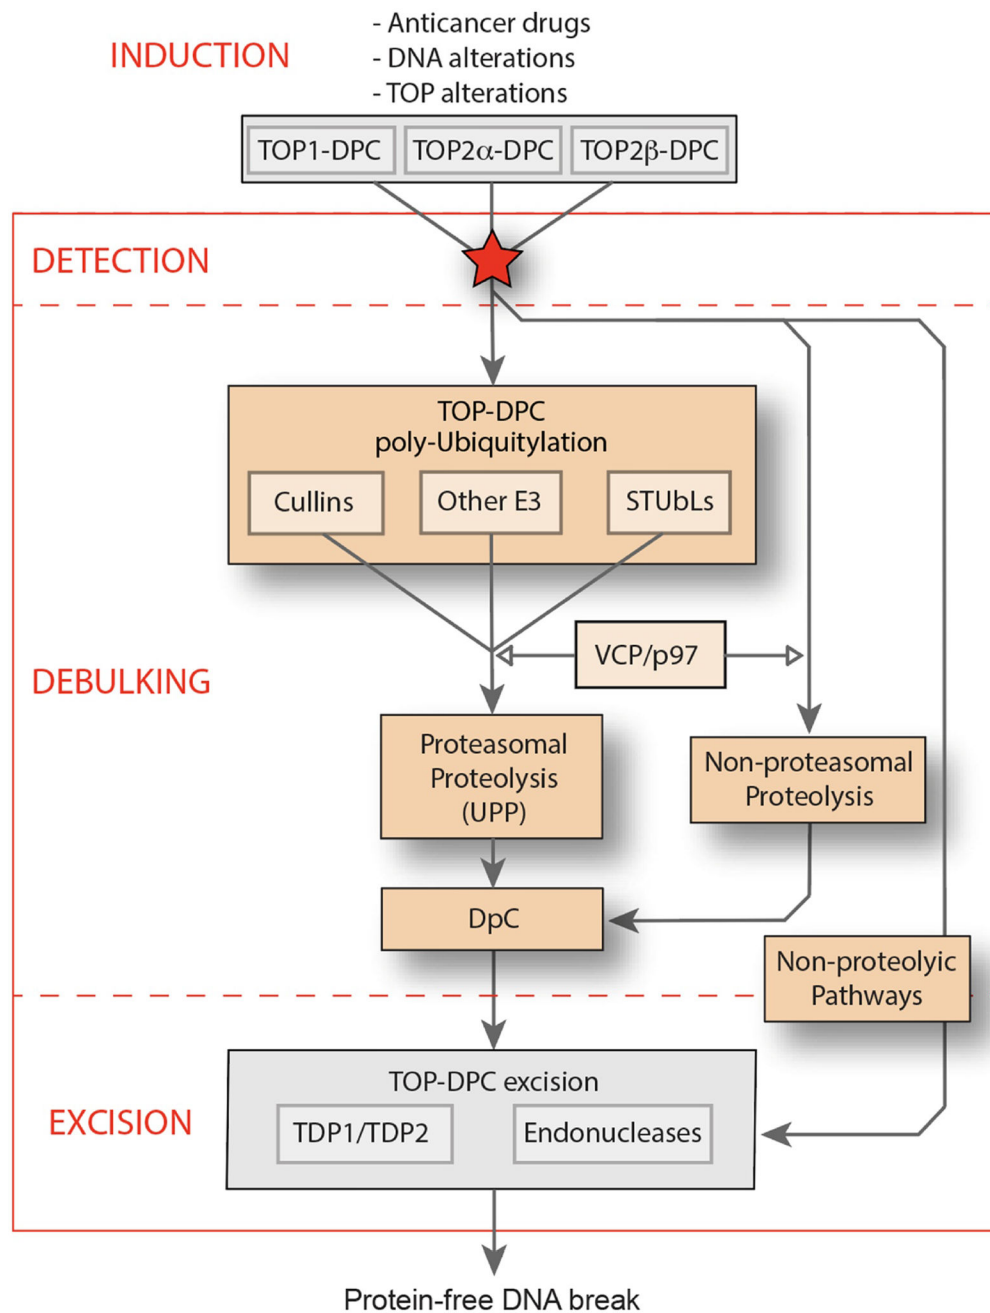 INDUCTION
- Anticancer drugs
- DNA alterations
- TOP alterations
TOP1-DPC
TOP2α-DPC
TOP2β-DPC
DETECTION
TOP-DPC
poly-Ubiquitylation
Cullins
Other E3
STUbLs
VCP/p97
DEBULKING
Proteasomal
Proteolysis
(UPP)
Non-proteasomal
Proteolysis
DpC
Non-proteolyic
Pathways
TOP-DPC excision
EXCISION
TDP1/TDP2
Endonucleases
Protein-free DNA break